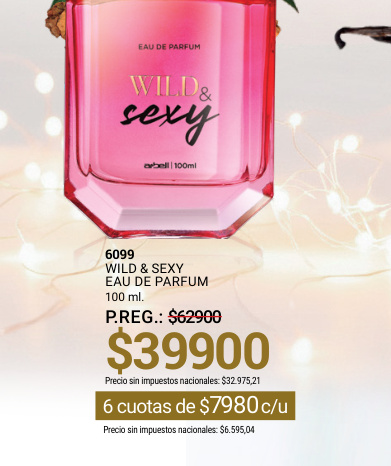 EAU DE PARFUM
WILD &
sexy
arbell | 100ml
6099
WILD & SEXY
EAU DE PARFUM
100 ml.
P.REG.: $62900
$39900
Precio sin impuestos nacionales: $32.975,21
6 cuotas de $7980 c/u
Precio sin impuestos nacionales: $6.595,04